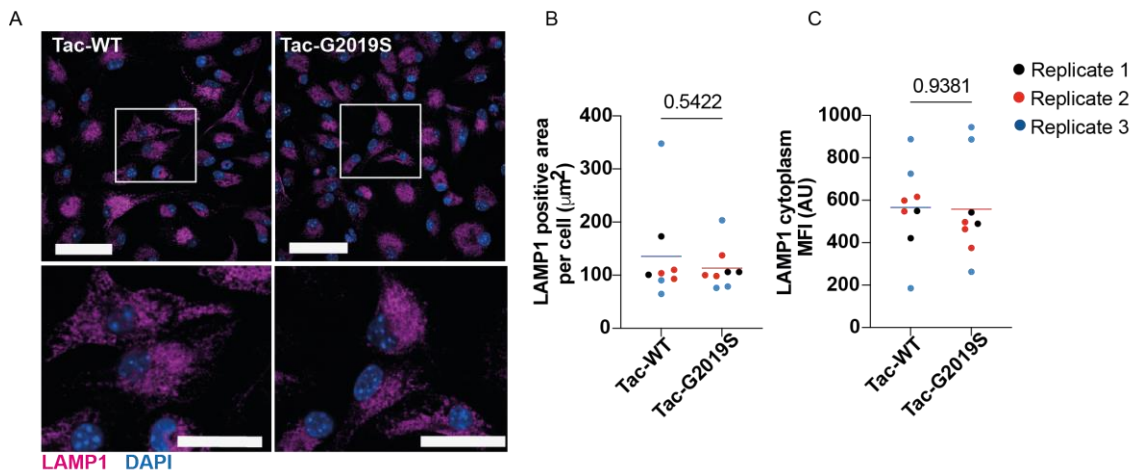 A
Tac-WT
Tac-G2019S
LAMP1 DAPI
B
LAMP1 positive area
per cell (μm2)
400
300
200
100
0
0.5422
Tac-WT
Tac-G2019S
C
LAMP1 cytoplasm
MFI (AU)
1000
800
600
400
200
0
0.9381
Tac-WT
Tac-G2019S
Replicate 1
Replicate 2
Replicate 3